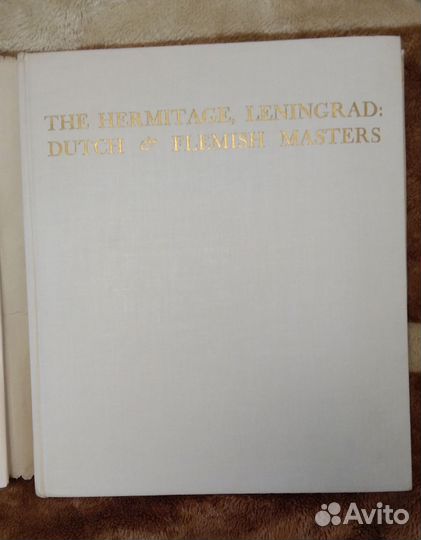 THE HERMITAGE, LENINGRAD:
DUTCH & FLEMISH MASTERS
Avito